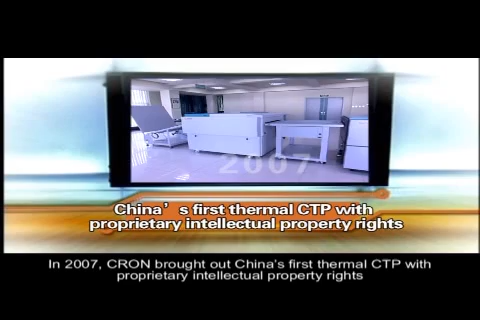 2007
China's first thermal CTP with
proprietary intellectual property rights
In 2007, CRON brought out China's first thermal CTP with
proprietary intellectual property rights